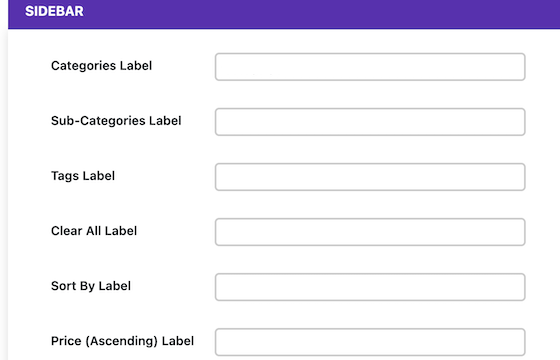 SIDEBAR
Categories Label
Sub-Categories Label
Tags Label
Clear All Label
Sort By Label
Price (Ascending) Label